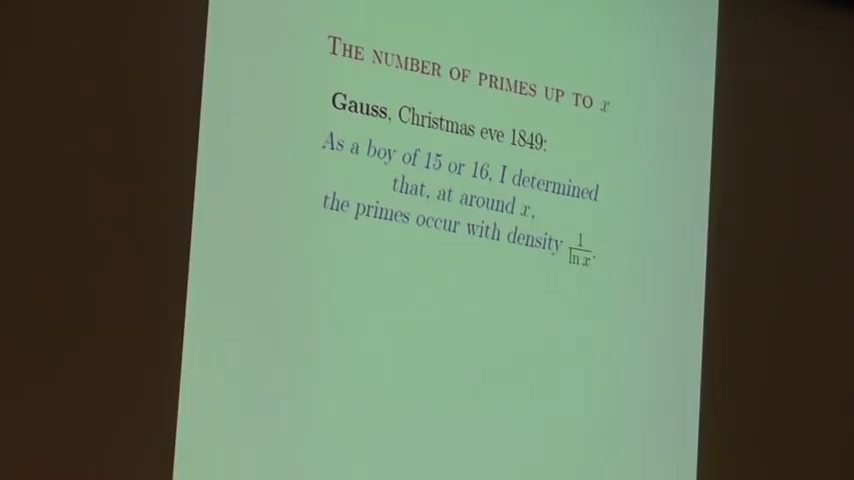 THE NUMBER OF PRIMES UP TO x
Gauss, Christmas eve 1849:
As a boy of 15 or 16, I determined
that, at around x,
the primes occur with density 1/ln x.